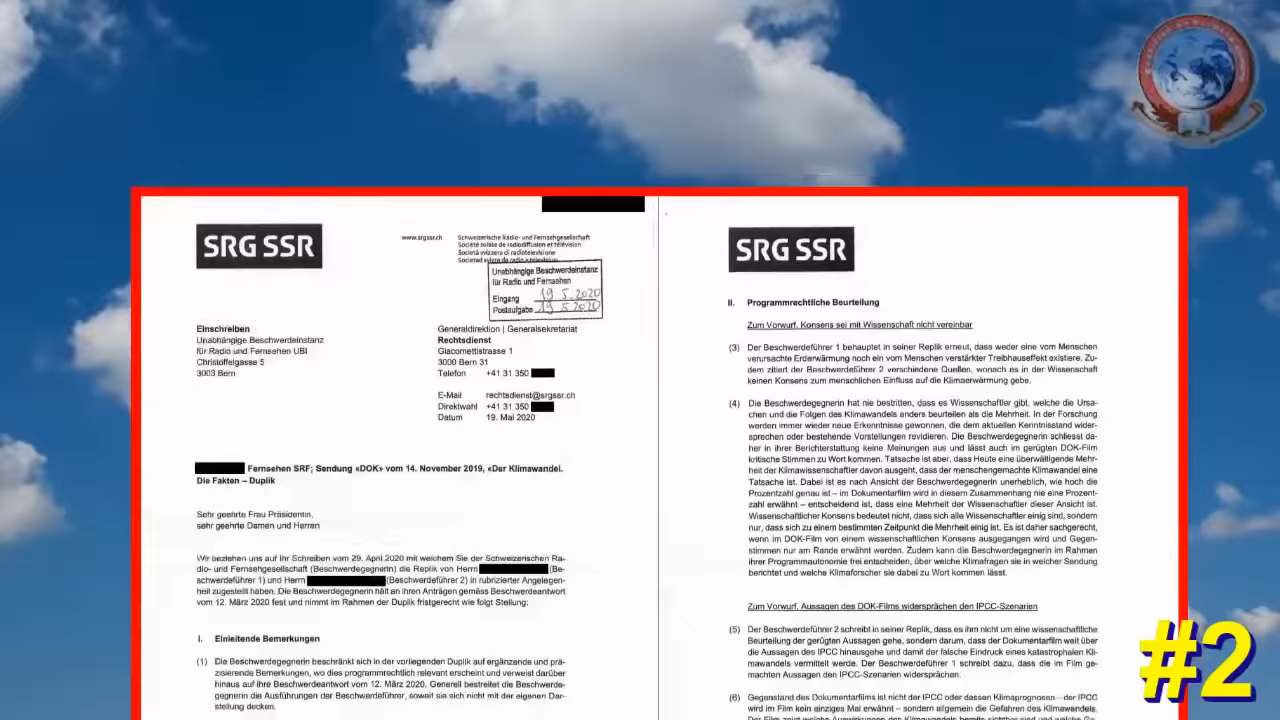 SRG SSR
www.srgssr.ch
Schweizerische Radio- und Fernsehgesellschaft
Société suisse de radiodiffusion et télévision
Società svizzera di radiotelevisione
Societad svizra da radio e televisiun
Unabhängige Beschwerdeinstanz
für Radio und Fernsehen
Eingang 19 5.2020
Postaufgabe 19 5 2020
Einschreiben
Unabhängige Beschwerdeinstanz
für Radio und Fernsehen UBI
Christoffelgasse 5
3003 Bern
Generaldirektion | Generalsekretariat
Rechtsdienst
Giacomettistrasse 1
3000 Bern 31
Telefon +41 31 350
E-Mail rechtsdienst@srgssr.ch
Direktwahl +41 31 350
Datum 19. Mai 2020
Fernsehen SRF; Sendung «DOK» vom 14. November 2019, «Der Klimawandel.
Die Fakten – Duplik
Sehr geehrte Frau Präsidentin,
sehr geehrte Damen und Herren
Wir beziehen uns auf Ihr Schreiben vom 29. April 2020 mit welchem Sie der Schweizerischen Ra-
dio- und Fernsehgesellschaft (Beschwerdegegnerin) die Replik von Herrn (Be-
schwerdeführer 1) und Herrn (Beschwerdeführer 2) in rubrizierter Angelegen-
heit zugestellt haben. Die Beschwerdegegnerin hält an ihren Anträgen gemäss Beschwerdeantwort
vom 12. März 2020 fest und nimmt im Rahmen der Duplik fristgerecht wie folgt Stellung:
I. Einleitende Bemerkungen
(1) Die Beschwerdegegnerin beschränkt sich in der vorliegenden Duplik auf ergänzende und prä-
zisierende Bemerkungen, wo dies programmrechtlich relevant erscheint und verweist darüber
hinaus auf ihre Beschwerdeantwort vom 12. März 2020. Generell bestreitet die Beschwerde-
gegnerin die Ausführungen der Beschwerdeführer, soweit sie sich nicht mit der eigenen Dar-
stellung decken.
SRG SSR
II. Programmrechtliche Beurteilung
Zum Vorwurf, Konsens sei mit Wissenschaft nicht vereinbar
(3) Der Beschwerdeführer 1 behauptet in seiner Replik erneut, dass weder eine vom Menschen
verursachte Erderwärmung noch ein vom Menschen verstärkter Treibhauseffekt existiere. Zu-
dem zitiert der Beschwerdeführer 2 verschiedene Quellen, wonach es in der Wissenschaft
keinen Konsens zum menschlichen Einfluss auf die Klimaerwärmung gebe.
(4) Die Beschwerdegegnerin hat nie bestritten, dass es Wissenschaftler gibt, welche die Ursa-
chen und die Folgen des Klimawandels anders beurteilen als die Mehrheit. In der Forschung
werden immer wieder neue Erkenntnisse gewonnen, die dem aktuellen Kenntnisstand wider-
sprechen oder bestehende Vorstellungen revidieren. Die Beschwerdegegnerin schliesst da-
her in ihrer Berichterstattung keine Meinungen aus und lässt auch im gerügten DOK-Film
kritische Stimmen zu Wort kommen. Tatsache ist aber, dass Heute eine überwältigende Mehr-
heit der Klimawissenschaftler davon ausgeht, dass der menschengemachte Klimawandel eine
Tatsache ist. Dabei ist es nach Ansicht der Beschwerdegegnerin unerheblich, wie hoch die
Prozentzahl genau ist – im Dokumentarfilm wird in diesem Zusammenhang nie eine Prozent-
zahl erwähnt – entscheidend ist, dass eine Mehrheit der Wissenschaftler dieser Ansicht ist.
Wissenschaftlicher Konsens bedeutet nicht, dass sich alle Wissenschaftler einig sind, sondern
nur, dass sich zu einem bestimmten Zeitpunkt die Mehrheit einig ist. Es ist daher sachgerecht,
wenn im DOK-Film von einem wissenschaftlichen Konsens ausgegangen wird und Gegen-
stimmen nur am Rande erwähnt werden. Zudem kann die Beschwerdegegnerin im Rahmen
ihrer Programmautonomie frei entscheiden, über welche Klimafragen sie in welcher Sendung
berichtet und welche Klimaforscher sie dabei zu Wort kommen lässt.
Zum Vorwurf, Aussagen des DOK-Films widersprächen den IPCC-Szenarien
(5) Der Beschwerdeführer 2 schreibt in seiner Replik, dass es ihm nicht um eine wissenschaftliche
Beurteilung der gerügten Aussagen gehe, sondern darum, dass der Dokumentarfilm weit über
die Aussagen des IPCC hinausgehe und damit der falsche Eindruck eines katastrophalen Kli-
mawandels vermittelt werde. Der Beschwerdeführer 1 schreibt dazu, dass die im Film ge-
machten Aussagen den IPCC-Szenarien widersprächen.
(6) Gegenstand des Dokumentarfilms ist nicht der IPCC oder dessen Klimaprognosen – der IPCC
wird im Film kein einziges Mal erwähnt – sondern allgemein die Gefahren des Klimawandels.
#2